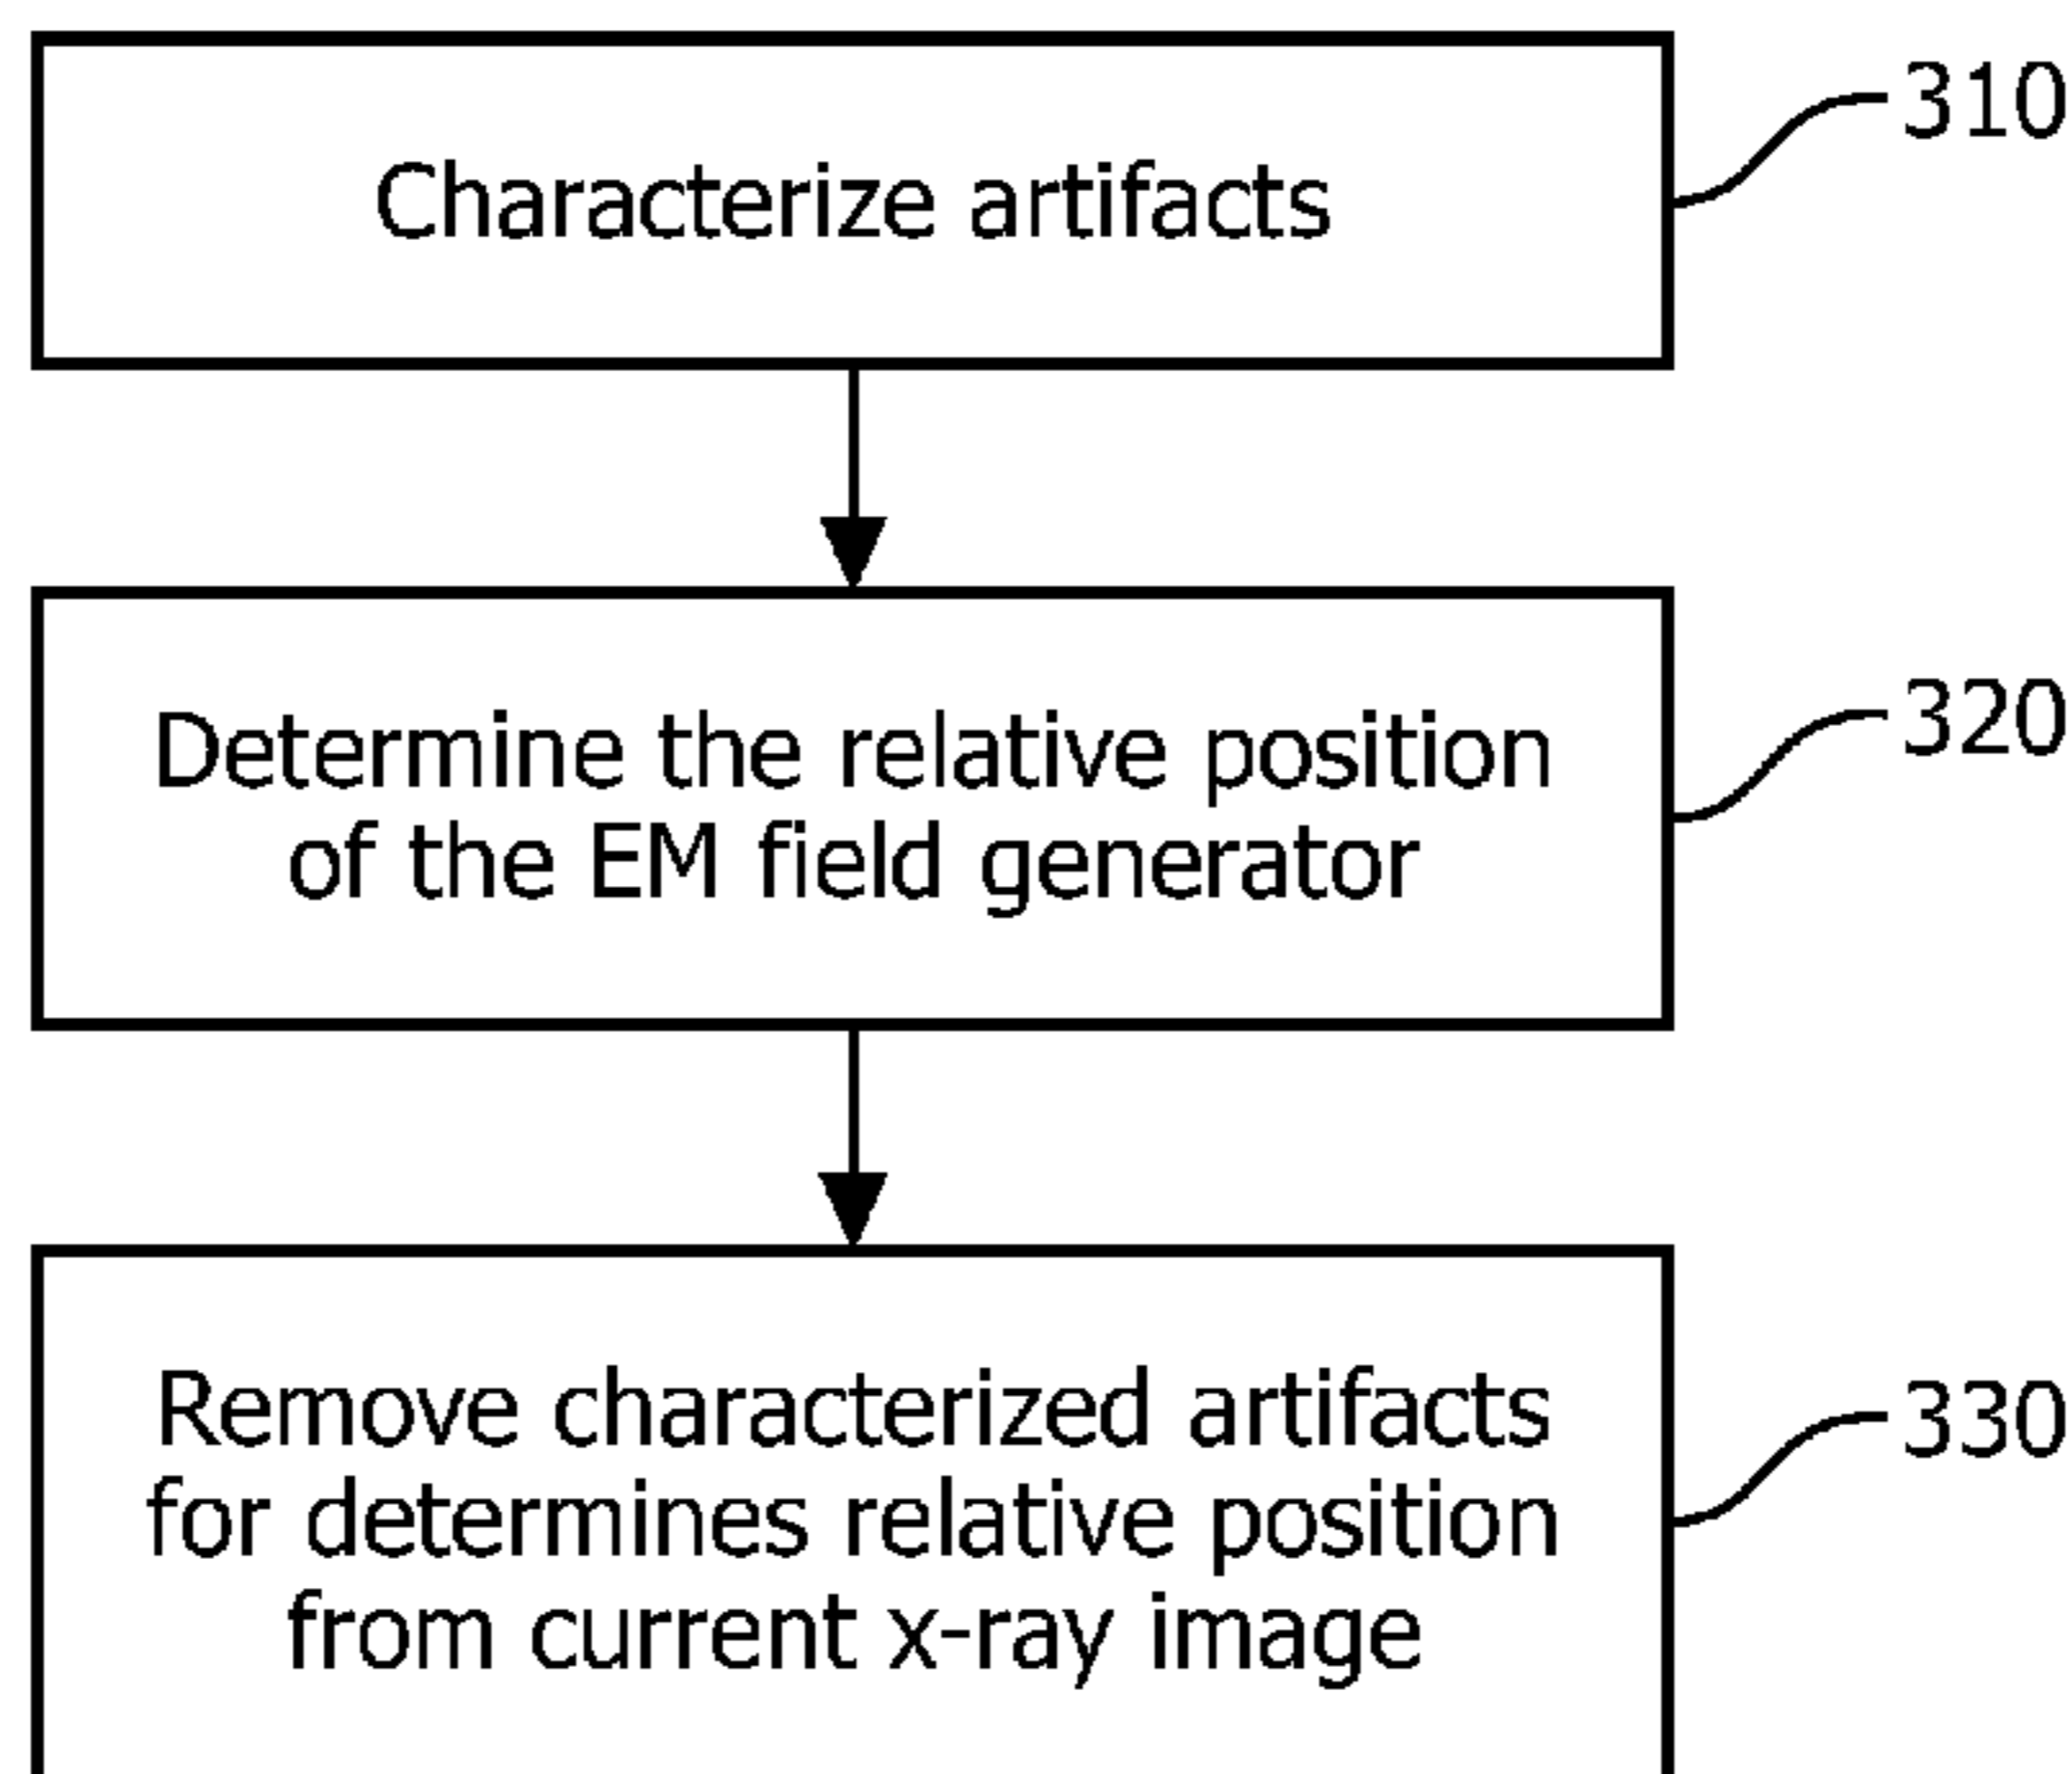 Characterize artifacts
310
Determine the relative position
of the EM field generator
320
Remove characterized artifacts
for determines relative position
from current x-ray image
330